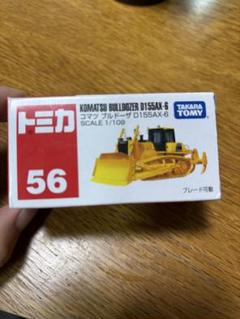 トミカ
56
KOMATSU BULLDOZER D155AX-6
コマツ ブルドーザ D155AX-6
SCALE 1/109
TAKARA
TOMY
ブレード可動